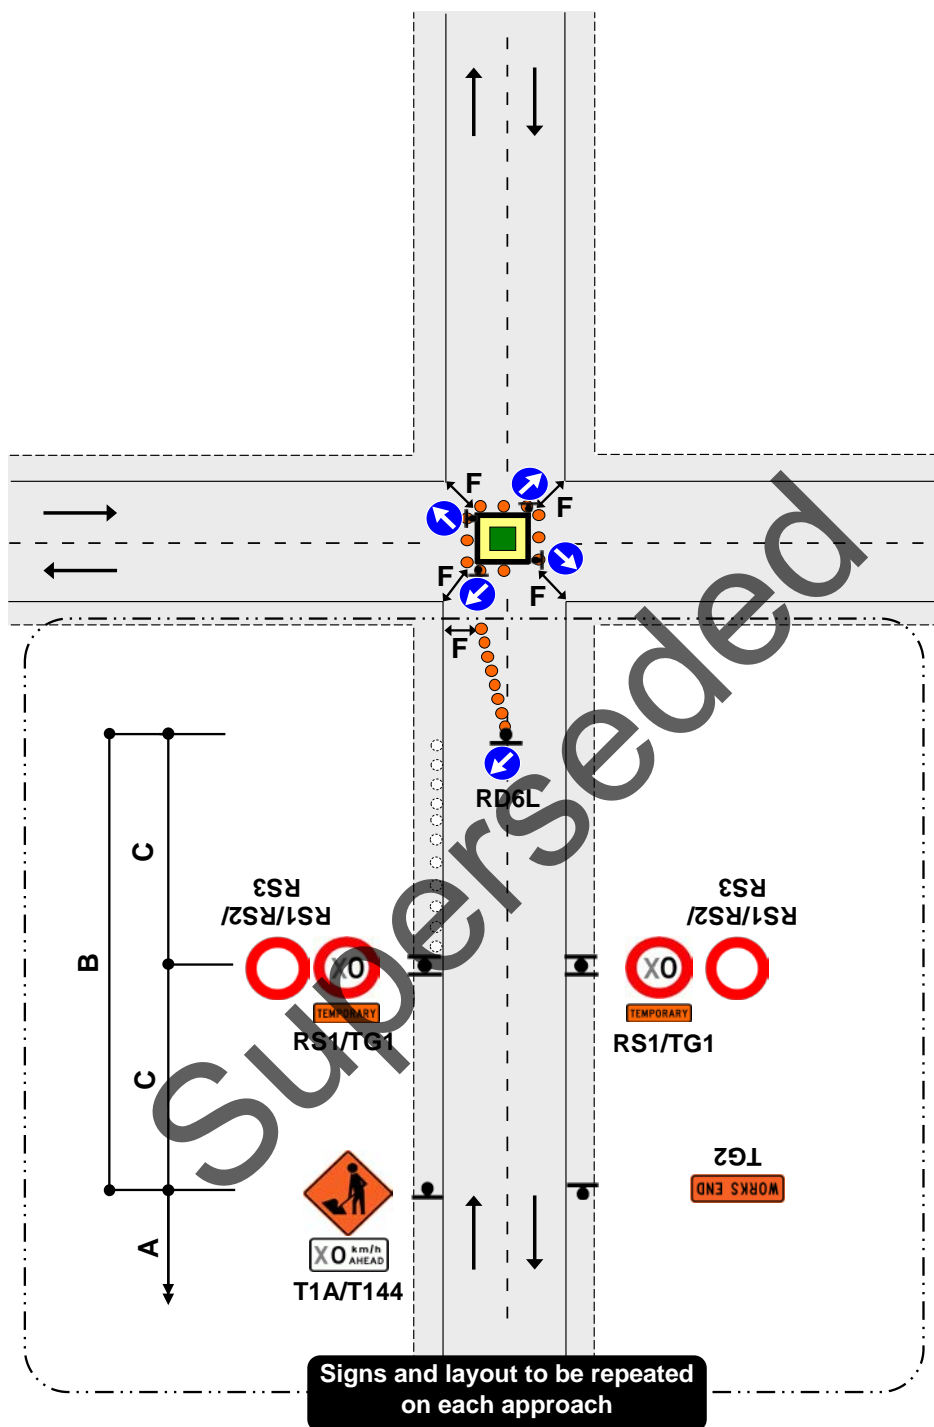 F
F
F
F
F
RD6L
C
B
RS1/RS2/
RS3
RS1/RS2/
RS3
X0
TEMPORARY
RS1/TG1
X0
TEMPORARY
RS1/TG1
C
TG2
WORKS END
X0 km/h
AHEAD
T1A/T144
A
Signs and layout to be repeated
on each approach
Superseded